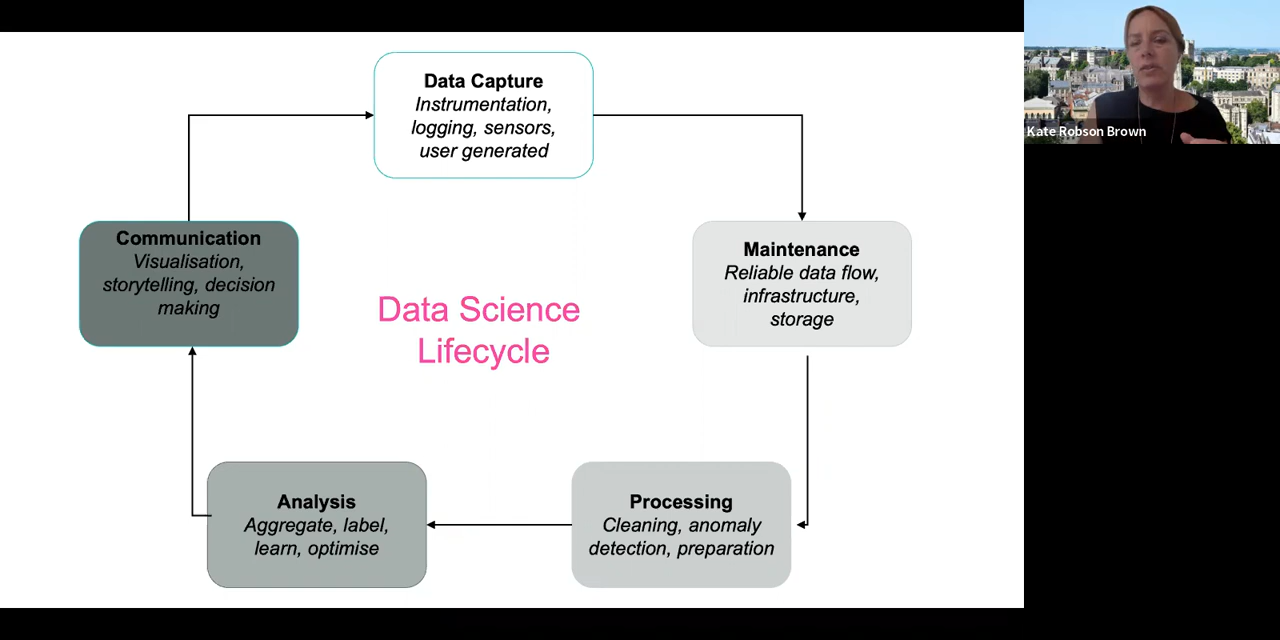 Data Capture
Instrumentation,
logging, sensors,
user generated
Kate Robson Brown
Communication
Visualisation,
storytelling, decision
making
Maintenance
Reliable data flow,
infrastructure,
storage
Data Science
Lifecycle
Analysis
Aggregate, label,
learn, optimise
Processing
Cleaning, anomaly
detection, preparation